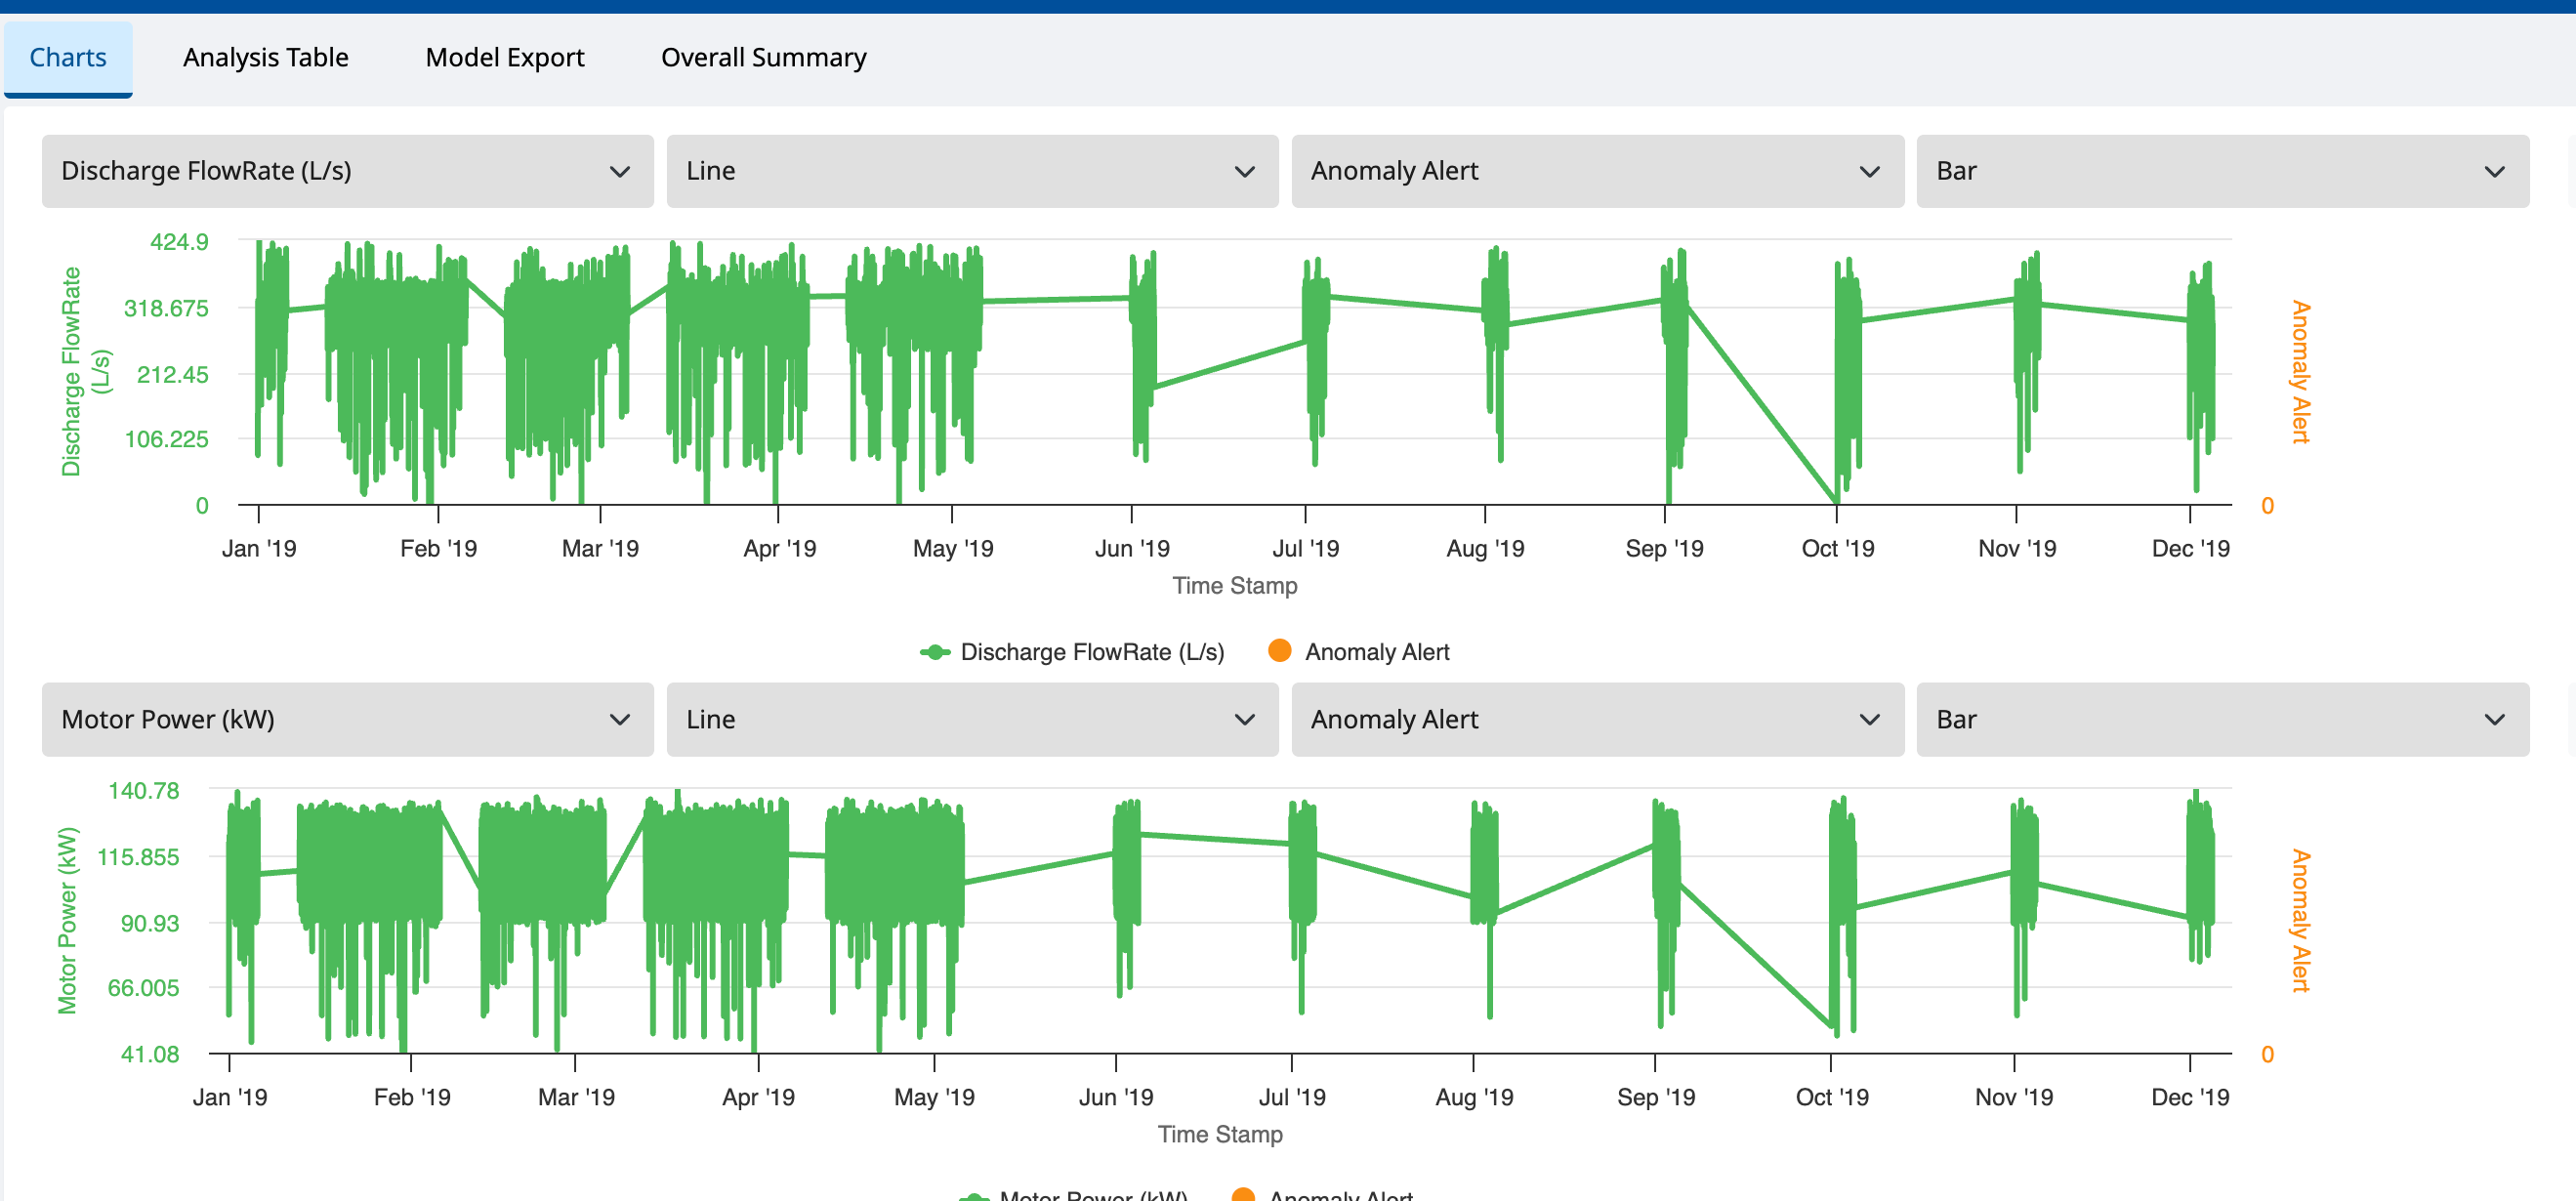 Charts Analysis Table Model Export Overall Summary
Discharge FlowRate (L/s) Line Anomaly Alert Bar
424.9
318.675
212.45
106.225
0
Discharge FlowRate
(L/s)
Anomaly Alert
0
Jan '19 Feb '19 Mar '19 Apr '19 May '19 Jun '19 Jul '19 Aug '19 Sep '19 Oct '19 Nov '19 Dec '19
Time Stamp
Discharge FlowRate (L/s) Anomaly Alert
Motor Power (kW) Line Anomaly Alert Bar
140.78
115.855
90.93
66.005
41.08
Motor Power (kW)
Anomaly Alert
0
Jan '19 Feb '19 Mar '19 Apr '19 May '19 Jun '19 Jul '19 Aug '19 Sep '19 Oct '19 Nov '19 Dec '19
Time Stamp
Motor Power (kW) Anomaly Alert